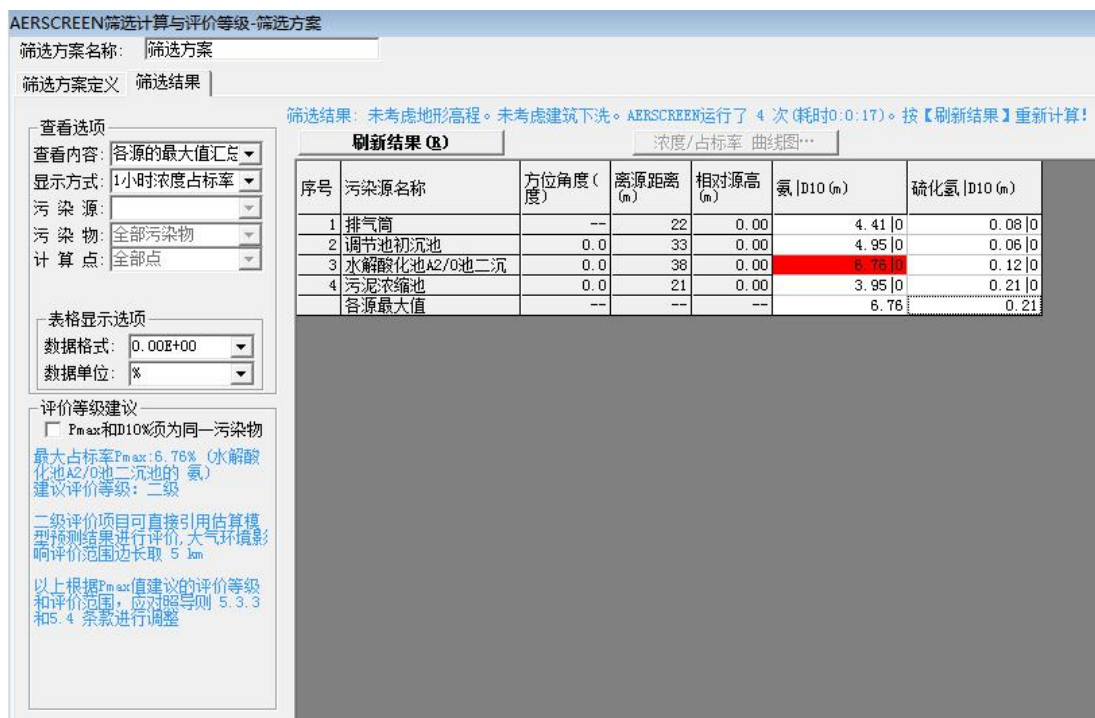 AERSCREEN筛选计算与评价等级-筛选方案
筛选方案名称: 筛选方案
筛选方案定义 筛选结果
筛选结果: 未考虑地形高程。未考虑建筑下洗。AERSCREEN运行了 4 次(耗时0:0:17)。按【刷新结果】重新计算!
刷新结果(R) 浓度/占标率 曲线图…
查看选项
查看内容: 各源的最大值汇总
显示方式: 1小时浓度占标率
污 染 源:
污 染 物: 全部污染物
计 算 点: 全部点
表格显示选项
数据格式: 0.00E+00
数据单位: %
评价等级建议
Pmax和D10%须为同一污染物
最大占标率Pmax:6.76% (水解酸
化池A2/O池二沉池的 氨)
建议评价等级: 二级
二级评价项目可直接引用估算模
型预测结果进行评价,大气环境影
响评价范围边长取 5 km
以上根据Pmax值建议的评价等级
和评价范围, 应对照导则 5.3.3
和5.4 条款进行调整
序号 污染源名称 方位角度(度) 离源距离(m) 相对源高(m) 氨|D10(m) 硫化氢|D10(m)
1 排气筒 -- 22 0.00 4.41|0 0.08|0
2 调节池初沉池 0.0 33 0.00 4.95|0 0.06|0
3 水解酸化池A2/O池二沉 0.0 38 0.00 6.76|0 0.12|0
4 污泥浓缩池 0.0 21 0.00 3.95|0 0.21|0
各源最大值 -- -- -- 6.76 0.21